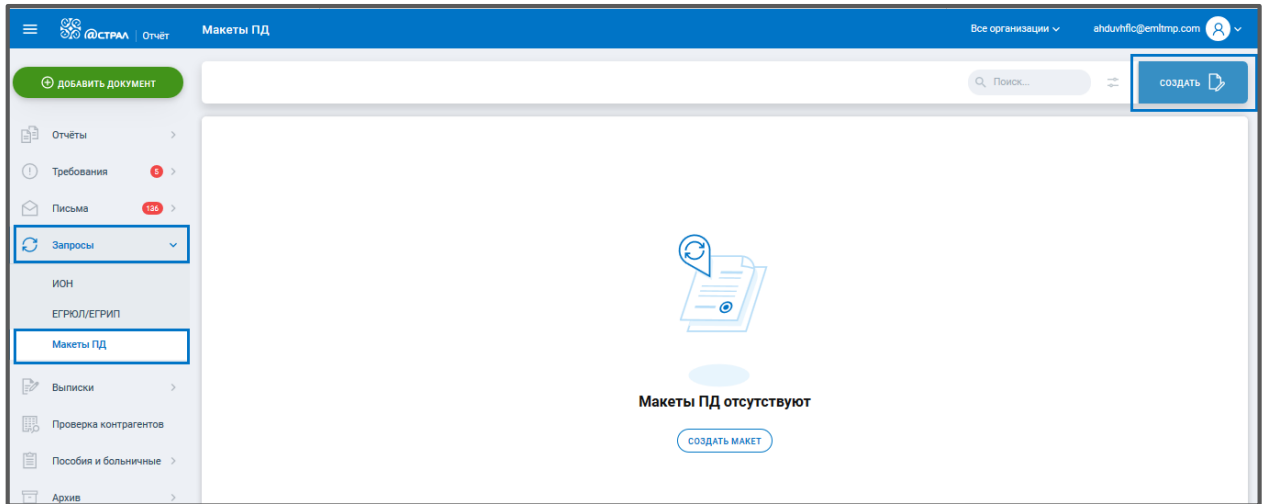 @СТРАЛ | Отчёт
Макеты ПД
Все организации
ahduvhflc@emltmp.com
ДОБАВИТЬ ДОКУМЕНТ
Поиск...
СОЗДАТЬ
Отчёты
Требования 5
Письма 136
Запросы
ИОН
ЕГРЮЛ/ЕГРИП
Макеты ПД
Выписки
Проверка контрагентов
Пособия и больничные
Архив
Макеты ПД отсутствуют
СОЗДАТЬ МАКЕТ